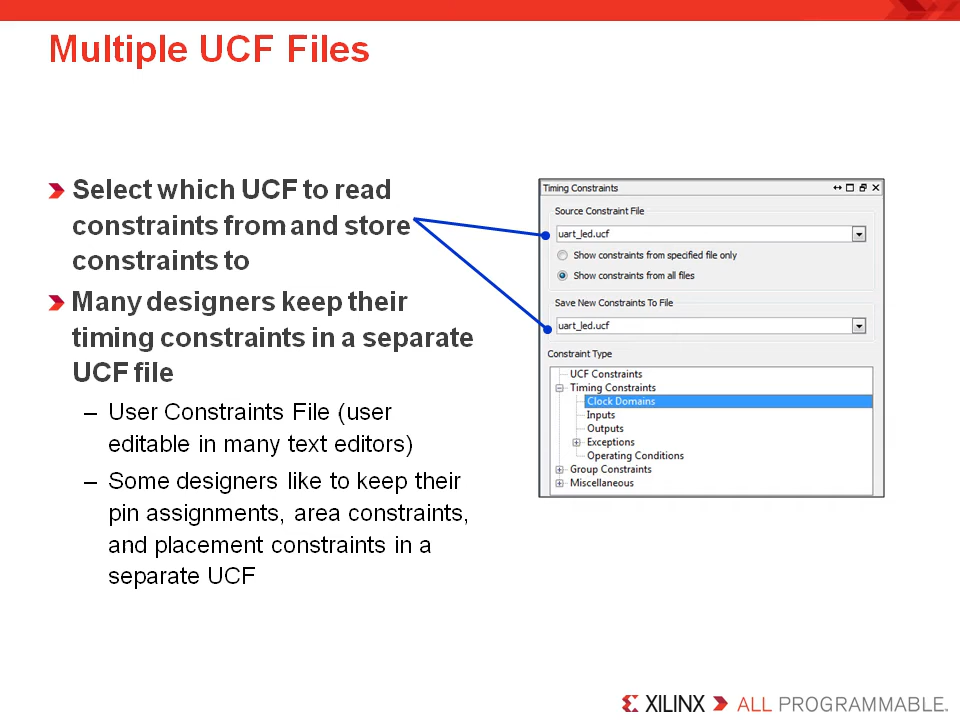 Multiple UCF Files
Select which UCF to read
constraints from and store
constraints to
Many designers keep their
timing constraints in a separate
UCF file
– User Constraints File (user
editable in many text editors)
– Some designers like to keep their
pin assignments, area constraints,
and placement constraints in a
separate UCF
Timing Constraints
Source Constraint File
uart_led.ucf
Show constraints from specified file only
Show constraints from all files
Save New Constraints To File
uart_led.ucf
Constraint Type
UCF Constraints
Timing Constraints
Clock Domains
Inputs
Outputs
Exceptions
Operating Conditions
Group Constraints
Miscellaneous
XILINX ALL PROGRAMMABLE.